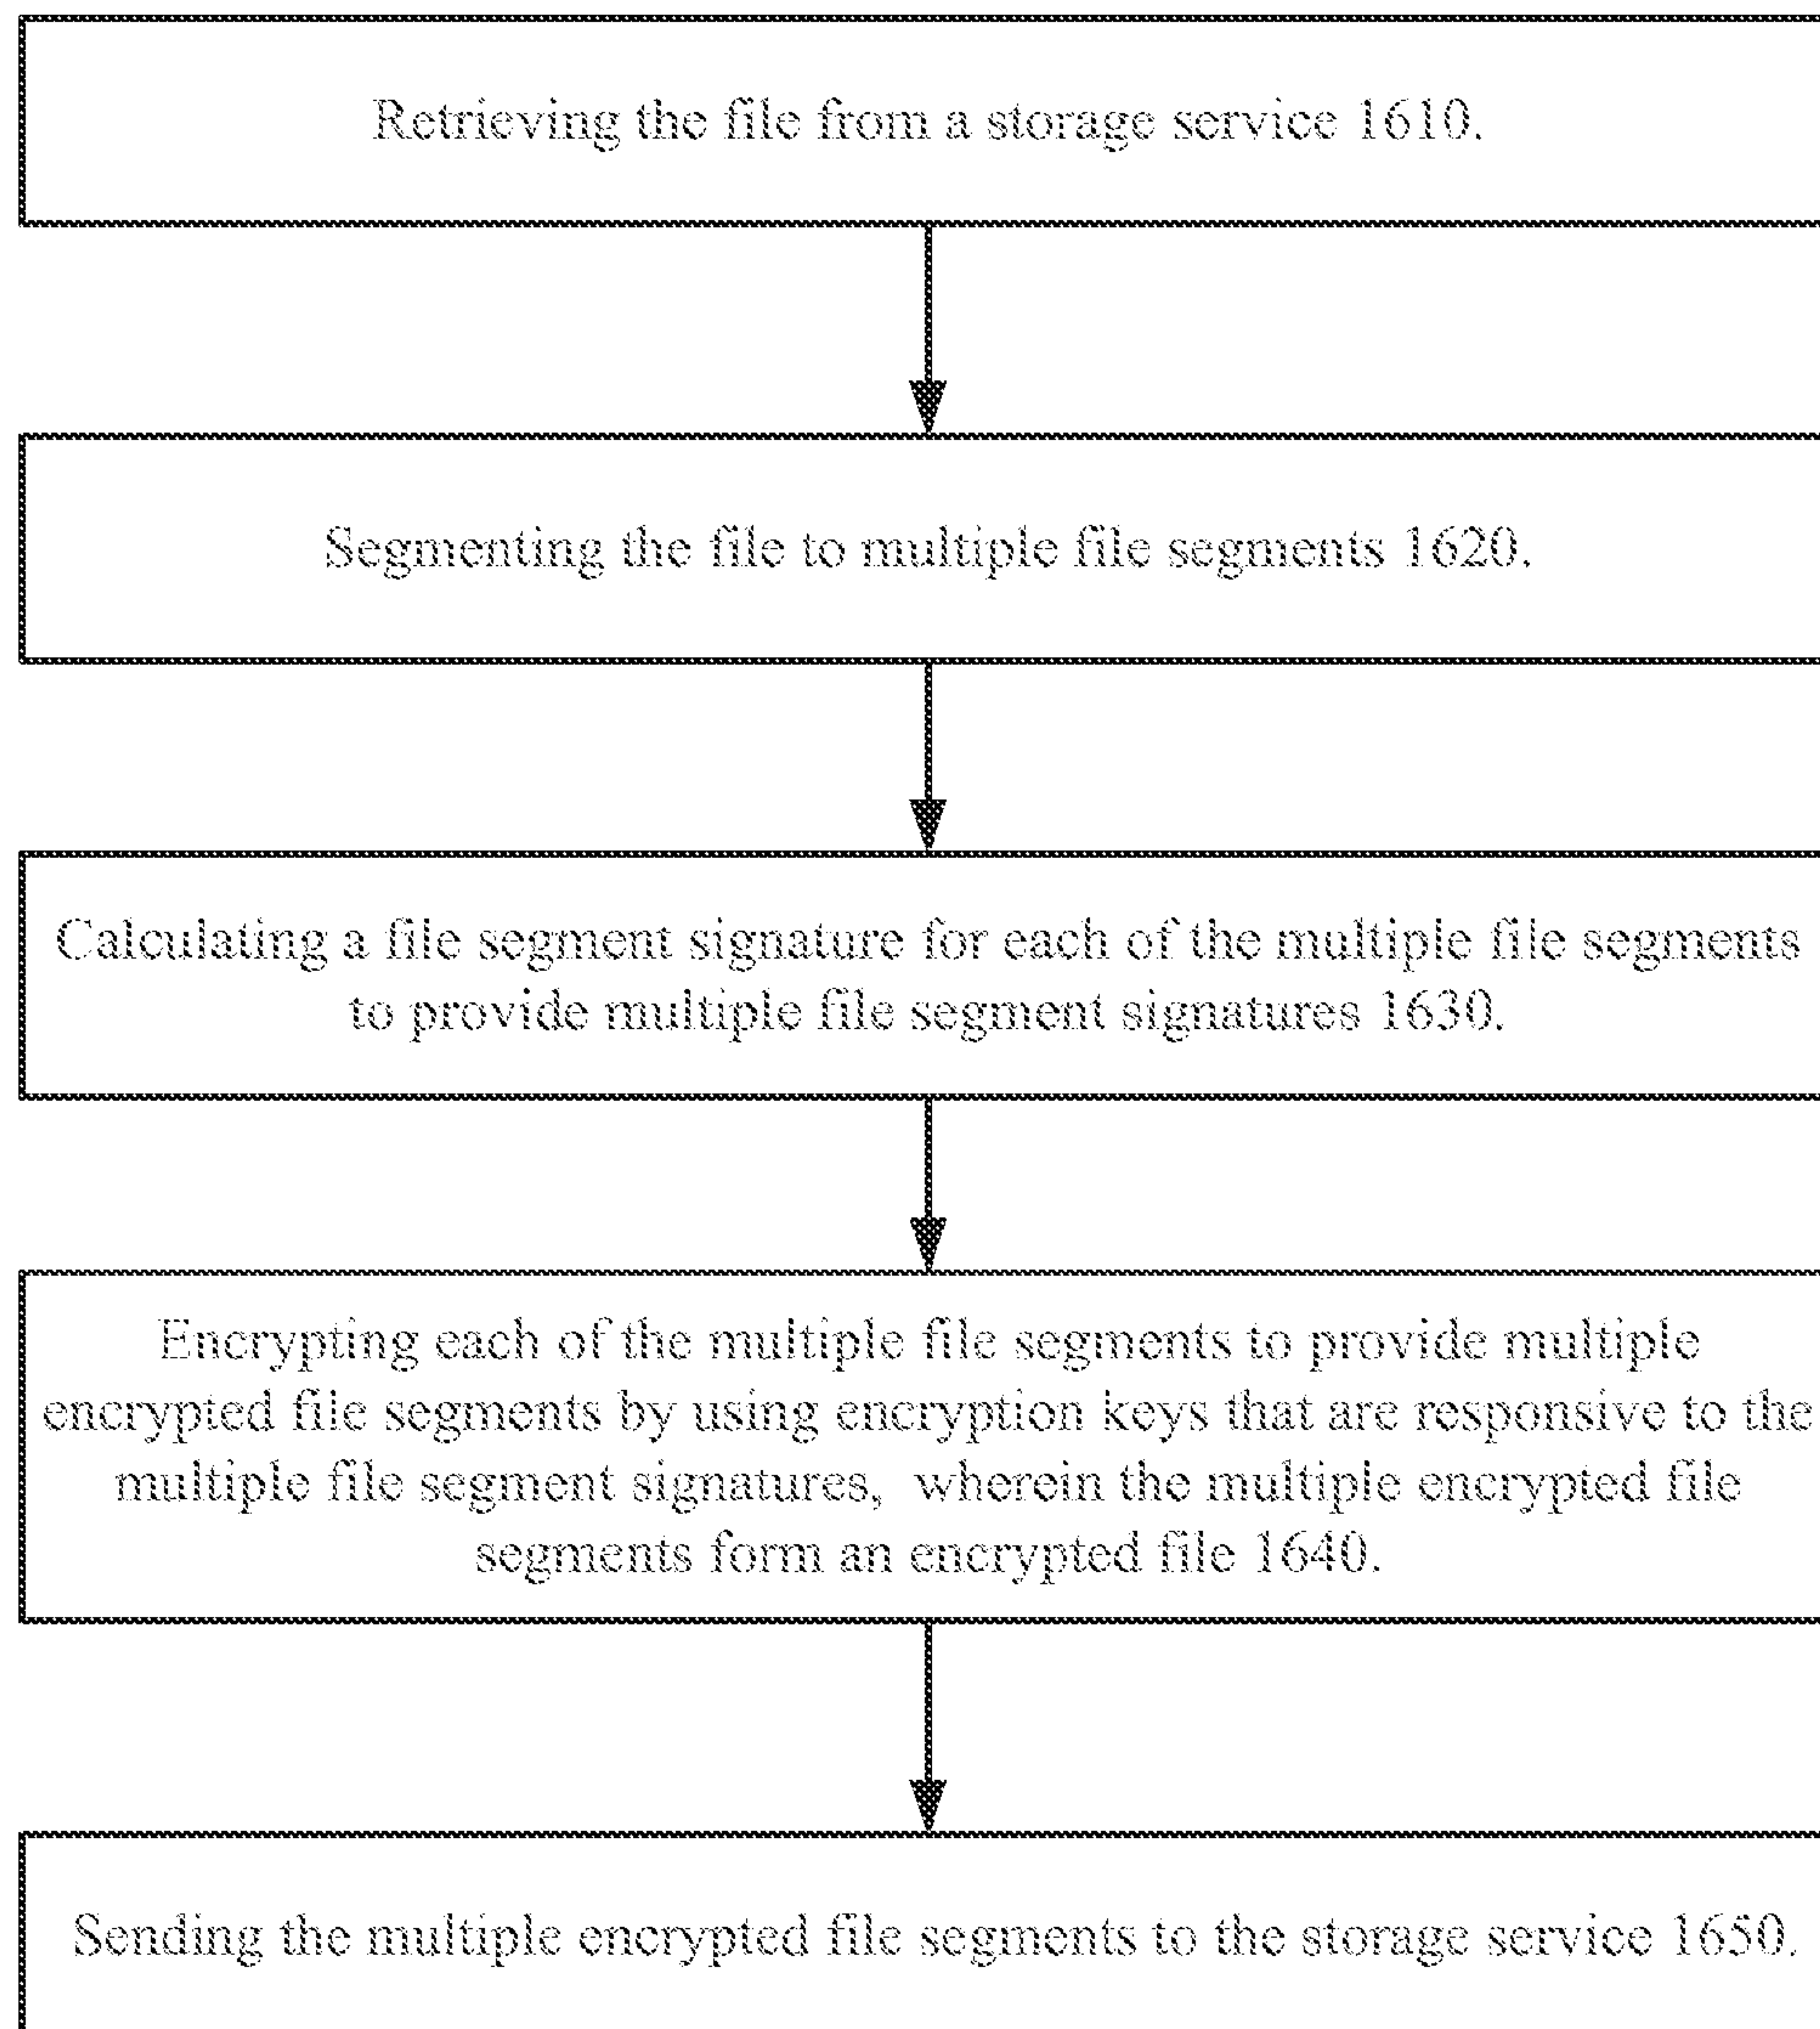 Retrieving the file from a storage service 1610.
Segmenting the file to multiple file segments 1620.
Calculating a file segment signature for each of the multiple file segments
to provide multiple file segment signatures 1630.
Encrypting each of the multiple file segments to provide multiple
encrypted file segments by using encryption keys that are responsive to the
multiple file segment signatures, wherein the multiple encrypted file
segments form an encrypted file 1640.
Sending the multiple encrypted file segments to the storage service 1650.